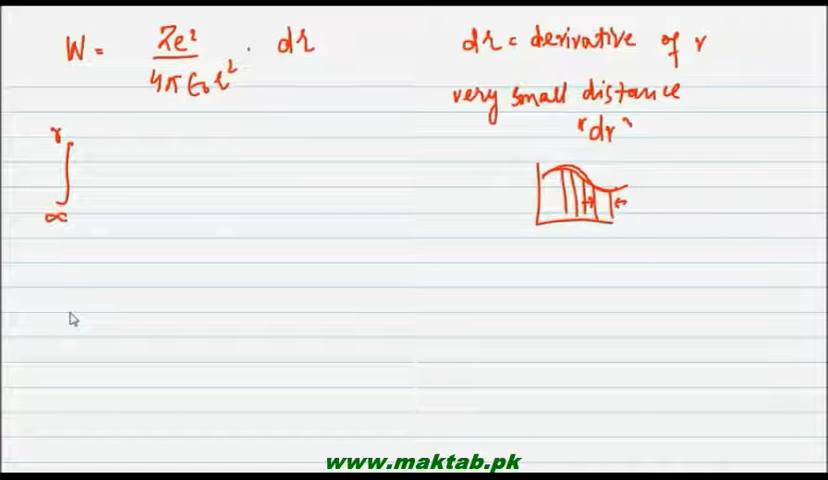 W = Ze² / 4πε₀r² · dr
dr = derivative of r
very small distance
"dr"
r
∫
∞
www.maktab.pk